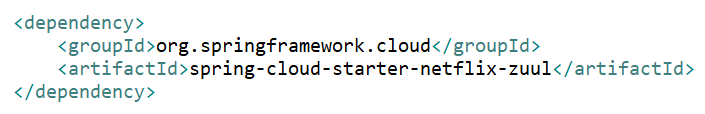 <dependency>
    <groupId>org.springframework.cloud</groupId>
    <artifactId>spring-cloud-starter-netflix-zuul</artifactId>
</dependency>